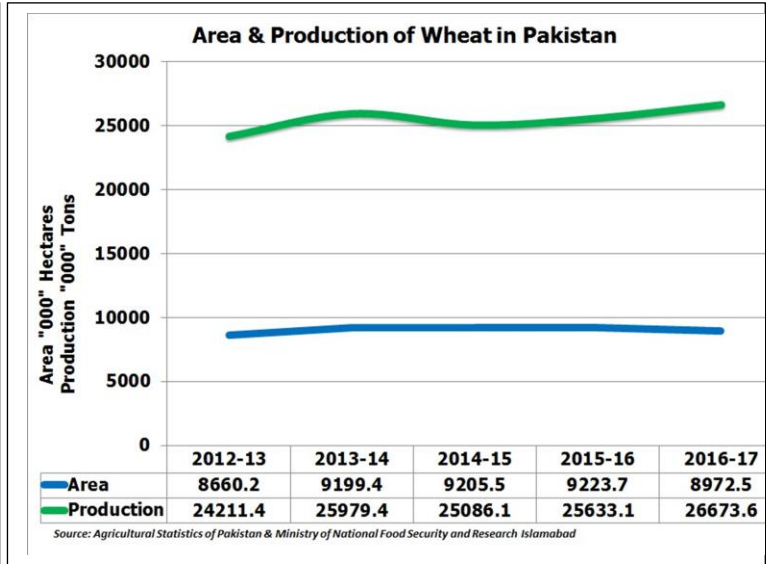 Area & Production of Wheat in Pakistan
30000
25000
20000
15000
10000
5000
0
Area "000" Hectares
Production "000" Tons
2012-13 2013-14 2014-15 2015-16 2016-17
Area 8660.2 9199.4 9205.5 9223.7 8972.5
Production 24211.4 25979.4 25086.1 25633.1 26673.6
Source: Agricultural Statistics of Pakistan & Ministry of National Food Security and Research Islamabad